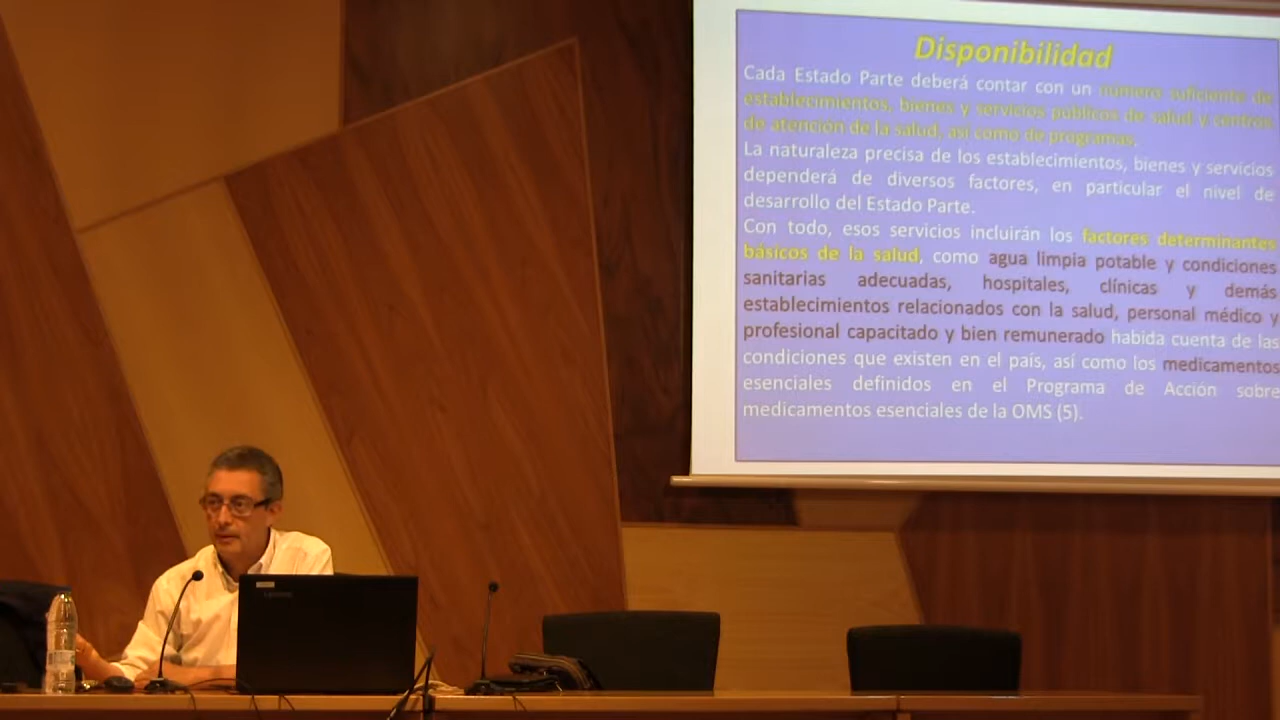 Disponibilidad
Cada Estado Parte deberá contar con un número suficiente de
establecimientos, bienes y servicios públicos de salud y centros
de atención de la salud, así como de programas.
La naturaleza precisa de los establecimientos, bienes y servicios
dependerá de diversos factores, en particular el nivel de
desarrollo del Estado Parte.
Con todo, esos servicios incluirán los factores determinantes
básicos de la salud, como agua limpia potable y condiciones
sanitarias adecuadas, hospitales, clínicas y demás
establecimientos relacionados con la salud, personal médico y
profesional capacitado y bien remunerado habida cuenta de las
condiciones que existen en el país, así como los medicamentos
esenciales definidos en el Programa de Acción sobre
medicamentos esenciales de la OMS (5).
lenovo